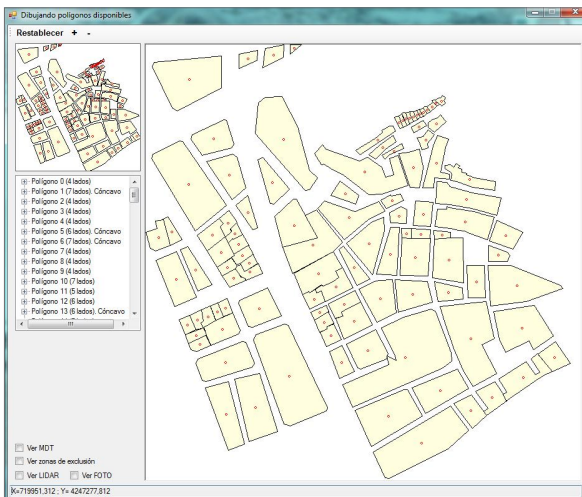 Dibujando polígonos disponibles
Restablecer + -
Polígono 0 (4 lados)
Polígono 1 (7 lados). Cóncavo
Polígono 2 (4 lados)
Polígono 3 (4 lados)
Polígono 4 (4 lados)
Polígono 5 (6 lados). Cóncavo
Polígono 6 (7 lados). Cóncavo
Polígono 7 (4 lados)
Polígono 8 (4 lados)
Polígono 9 (4 lados)
Polígono 10 (7 lados)
Polígono 11 (5 lados)
Polígono 12 (6 lados)
Polígono 13 (6 lados). Cóncavo
Ver MDT
Ver zonas de exclusión
Ver LIDAR Ver FOTO
X=719951,312 ; Y= 4247277,812